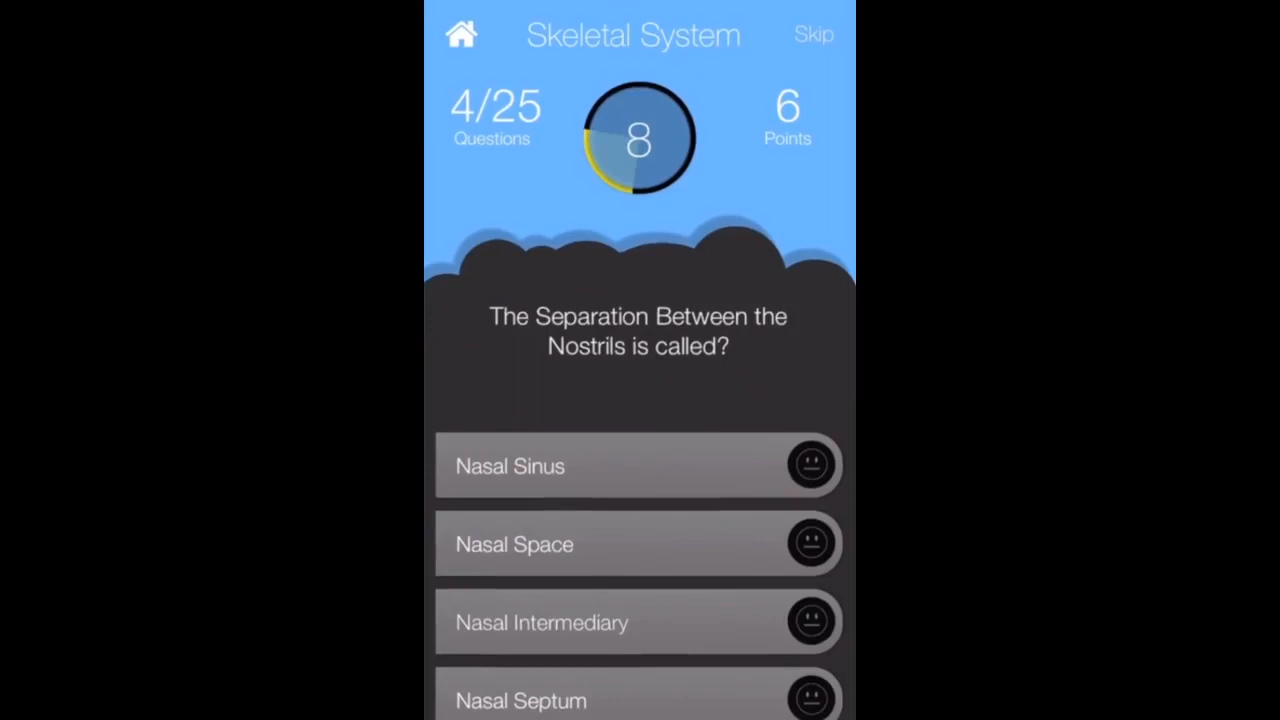 Skeletal System
Skip
4/25
Questions
8
6
Points
The Separation Between the
Nostrils is called?
Nasal Sinus
Nasal Space
Nasal Intermediary
Nasal Septum